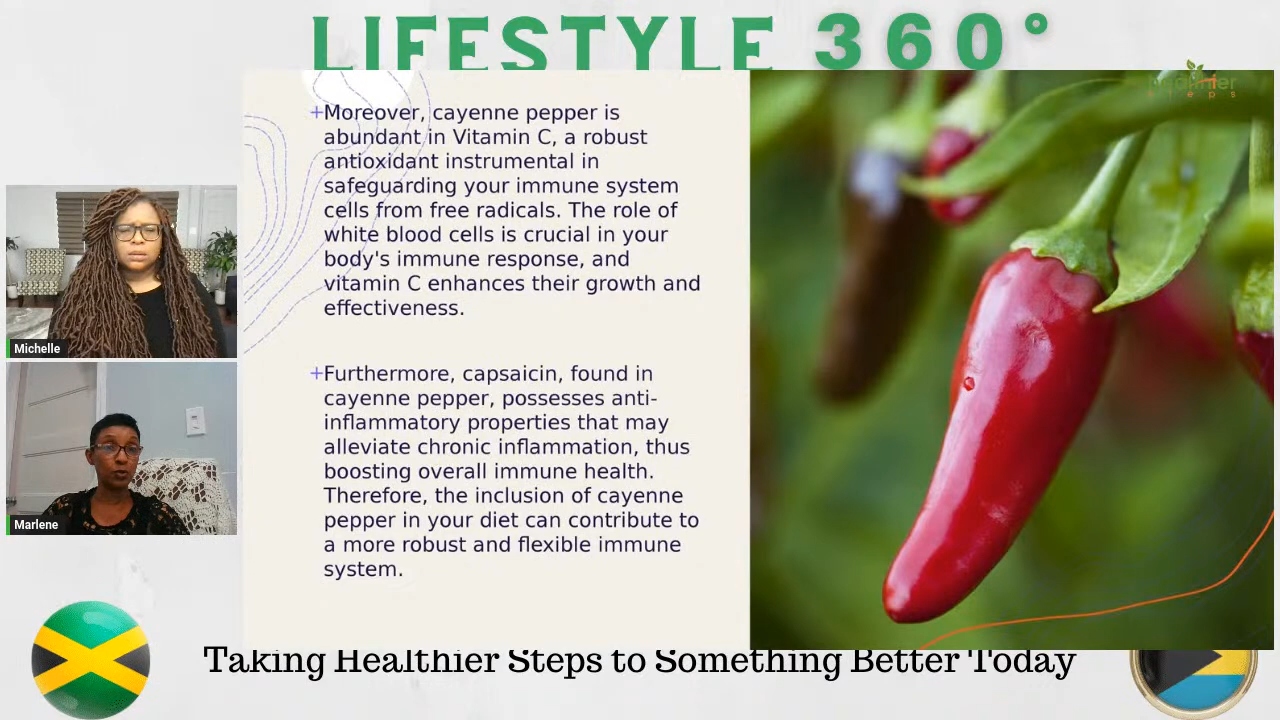 LIFESTYLE 360°
+Moreover, cayenne pepper is
abundant in Vitamin C, a robust
antioxidant instrumental in
safeguarding your immune system
cells from free radicals. The role of
white blood cells is crucial in your
body's immune response, and
vitamin C enhances their growth and
effectiveness.
+Furthermore, capsaicin, found in
cayenne pepper, possesses anti-
inflammatory properties that may
alleviate chronic inflammation, thus
boosting overall immune health.
Therefore, the inclusion of cayenne
pepper in your diet can contribute to
a more robust and flexible immune
system.
Michelle
Marlene
Taking Healthier Steps to Something Better Today